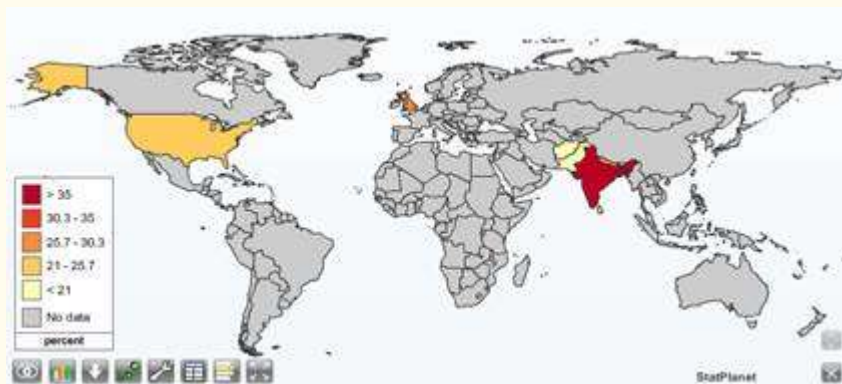 > 35
30.3 - 35
25.7 - 30.3
21 - 25.7
< 21
No data
percent
StatPlanet